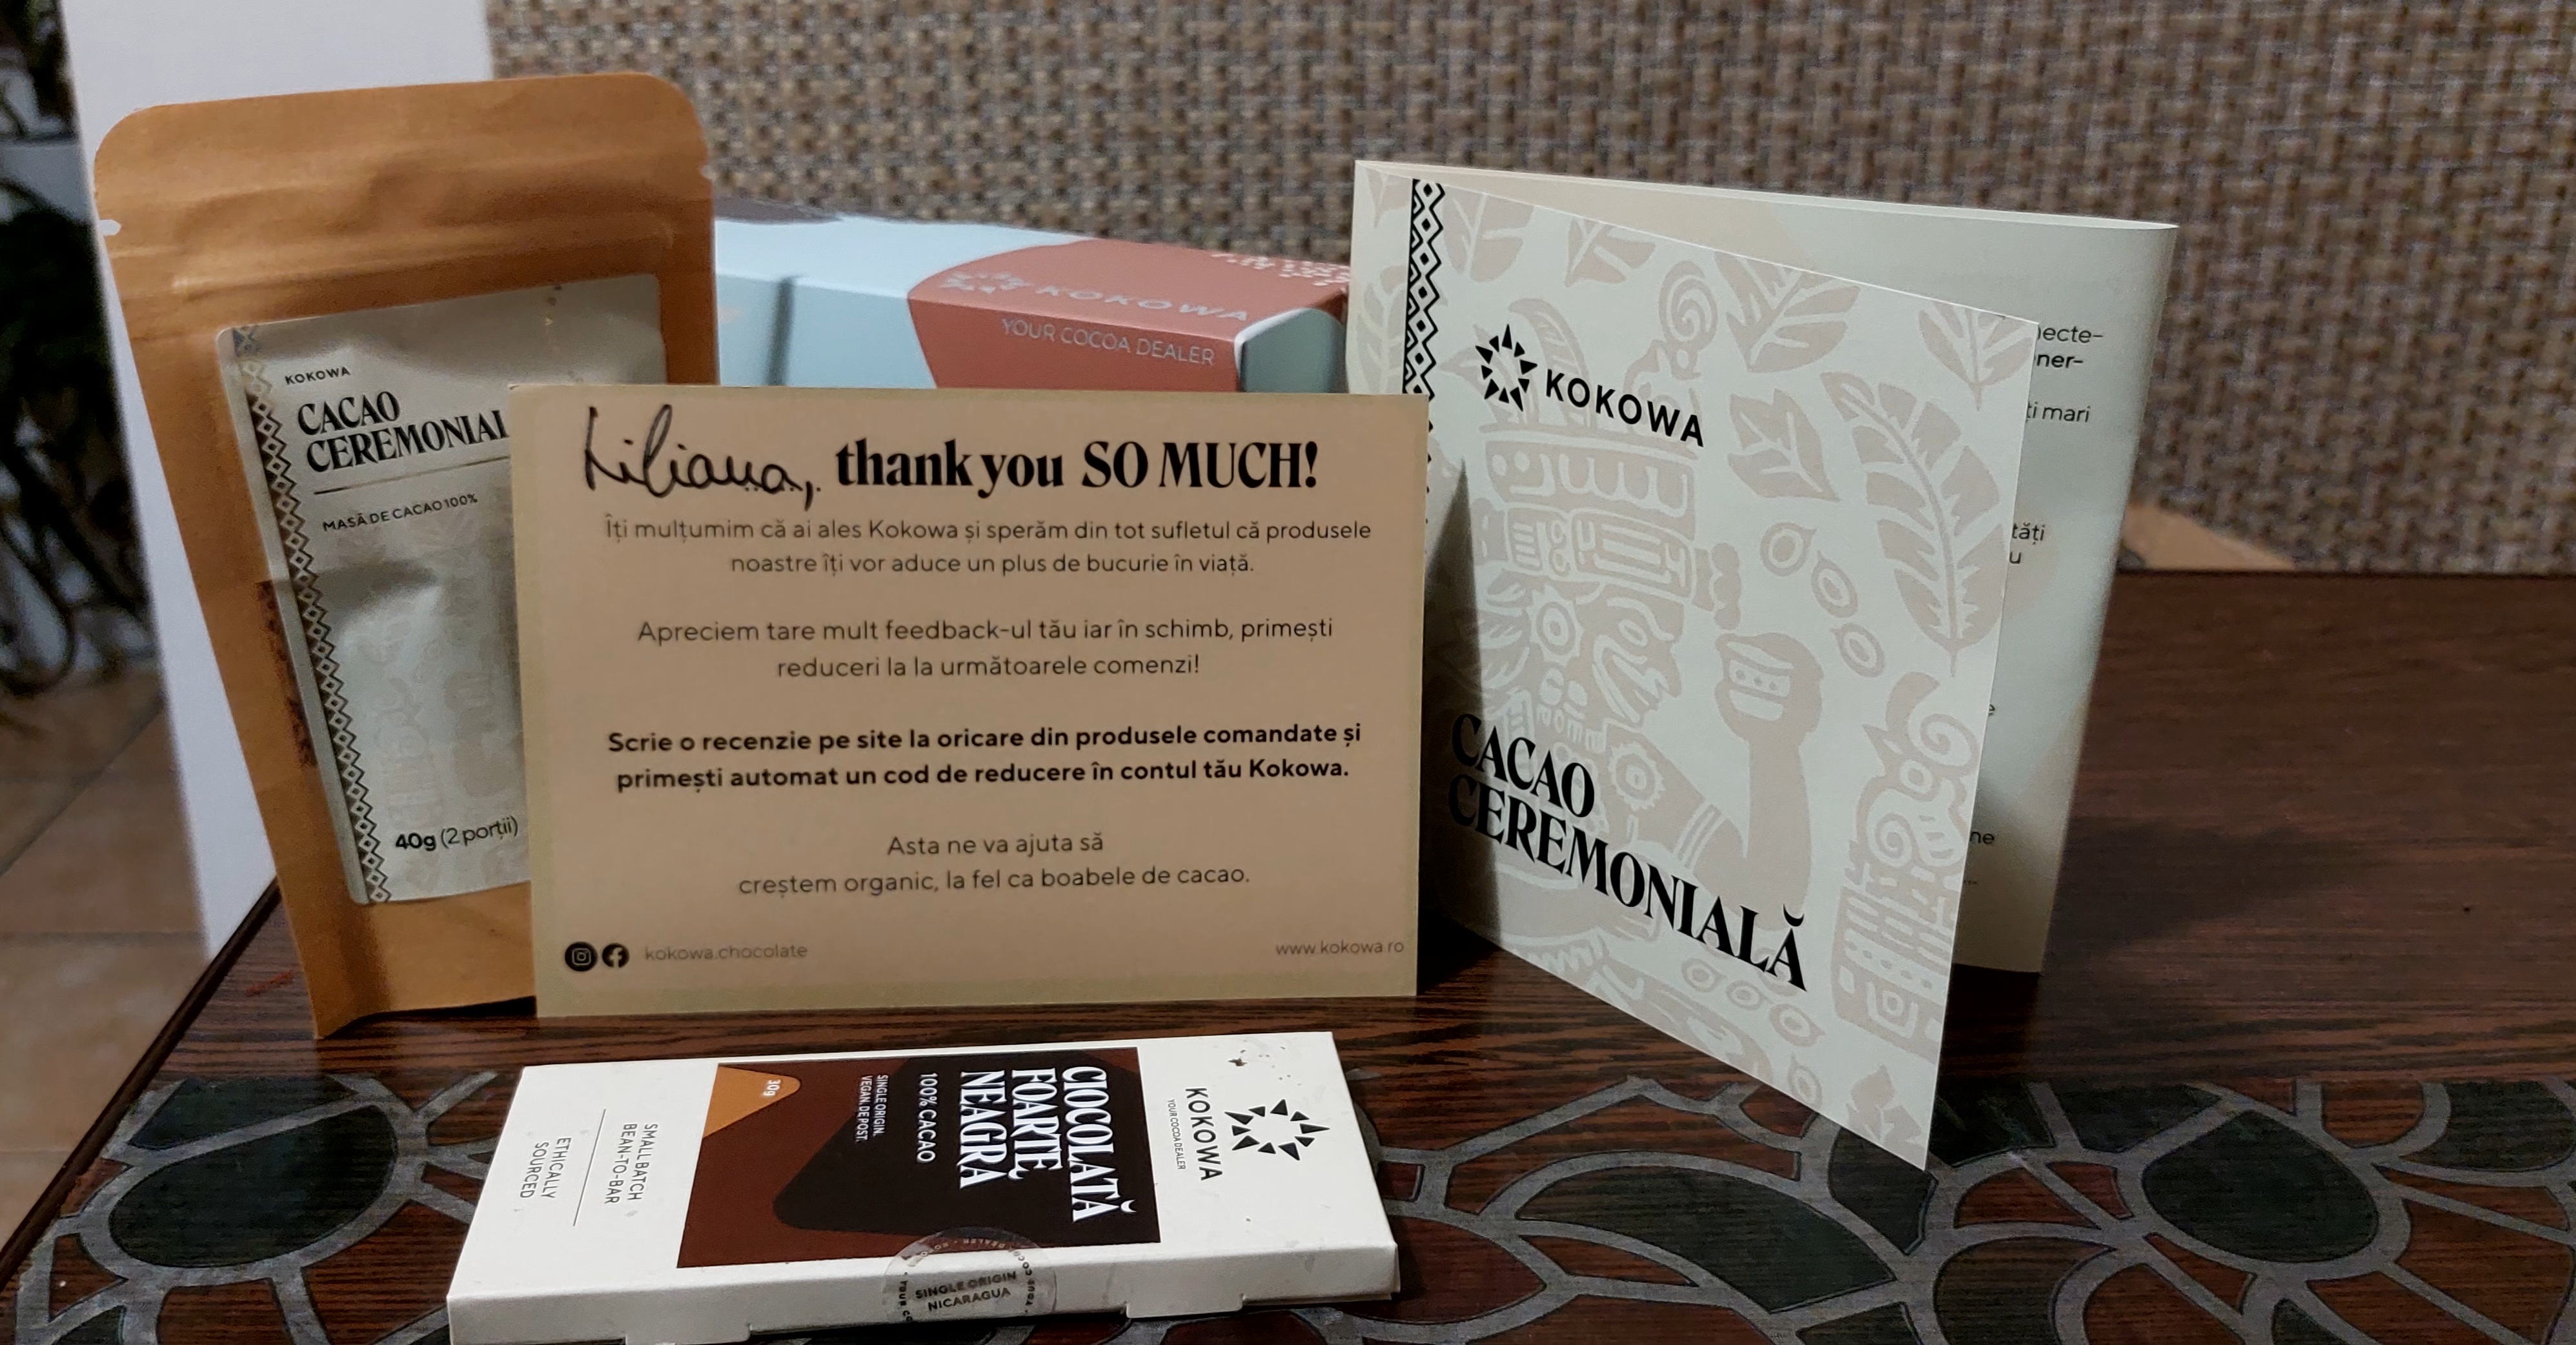 KOKOWA
CACAO
CEREMONIAL
MASĂ DE CACAO 100%
40g (2 porții)
KOKOWA
YOUR COCOA DEALER
Liliana, thank you SO MUCH!
Îți mulțumim că ai ales Kokowa și sperăm din tot sufletul că produsele
noastre îți vor aduce un plus de bucurie în viață.
Apreciem tare mult feedback-ul tău iar în schimb, primești
reduceri la la următoarele comenzi!
Scrie o recenzie pe site la oricare din produsele comandate și
primești automat un cod de reducere în contul tău Kokowa.
Asta ne va ajuta să
creștem organic, la fel ca boabele de cacao.
kokowa.chocolate
www.kokowa.ro
KOKOWA
CACAO
CEREMONIALĂ
necte-
ner-
ți mari
tăți
u
e
ne
KOKOWA
YOUR COCOA DEALER
CIOCOLATĂ
FOARTE
NEAGRĂ
100% CACAO
SINGLE ORIGIN.
VEGAN. DE POST.
30g
SMALL BATCH
BEAN-TO-BAR
ETHICALLY
SOURCED
SINGLE ORIGIN
NICARAGUA